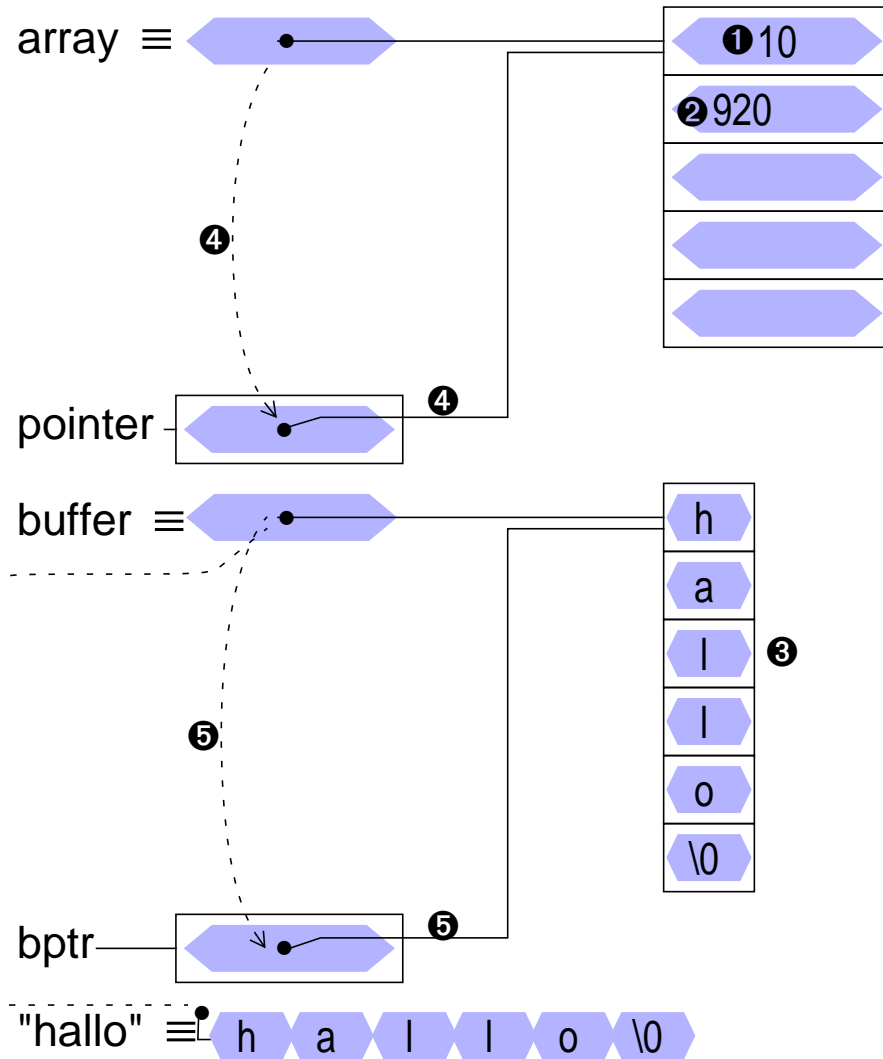 array ≡ ❶10
❷920
❹
pointer ❹
buffer ≡ h
a
l ❸
l
❺
o
\0
bptr ❺
"hallo" ≡ h a l l o \0